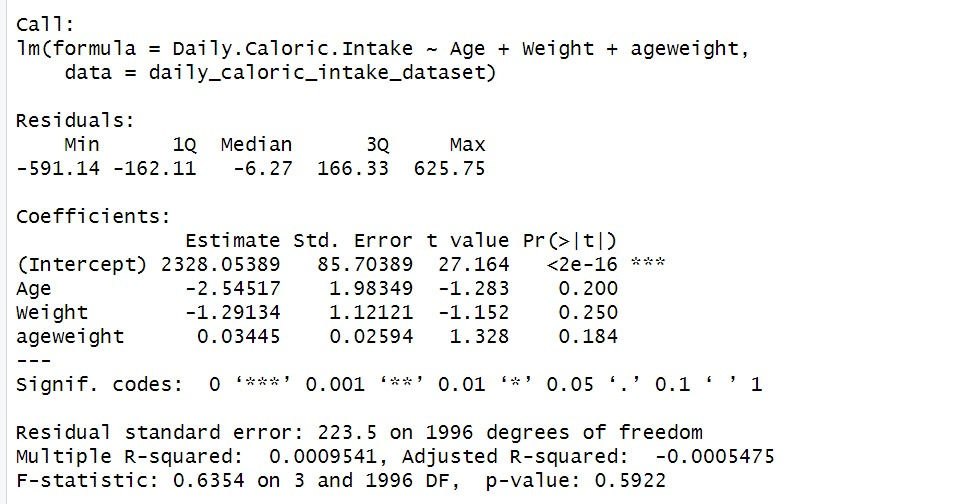 Call:
lm(formula = Daily.Caloric.Intake ~ Age + Weight + ageweight,
    data = daily_caloric_intake_dataset)

Residuals:
    Min      1Q  Median      3Q     Max
-591.14 -162.11   -6.27  166.33  625.75

Coefficients:
              Estimate Std. Error t value Pr(>|t|)
(Intercept) 2328.05389   85.70389  27.164   <2e-16 ***
Age           -2.54517    1.98349  -1.283    0.200
Weight        -1.29134    1.12121  -1.152    0.250
ageweight      0.03445    0.02594   1.328    0.184
---
Signif. codes:  0 ‘***’ 0.001 ‘**’ 0.01 ‘*’ 0.05 ‘.’ 0.1 ‘ ’ 1

Residual standard error: 223.5 on 1996 degrees of freedom
Multiple R-squared:  0.0009541, Adjusted R-squared:  -0.0005475
F-statistic: 0.6354 on 3 and 1996 DF,  p-value: 0.5922